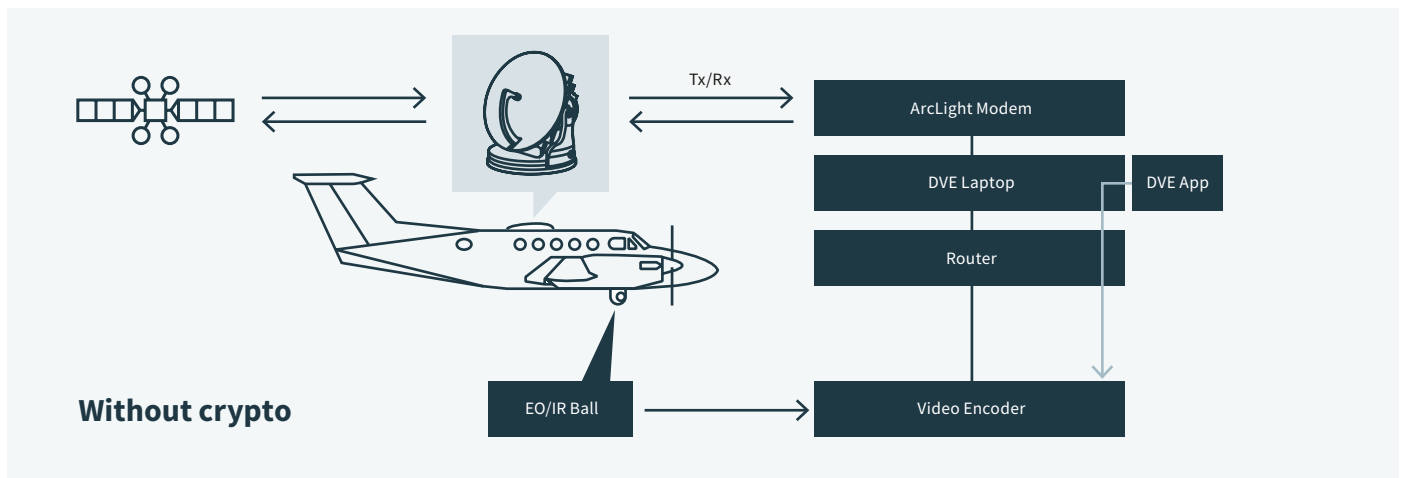 Tx/Rx
ArcLight Modem
DVE Laptop
DVE App
Router
Without crypto
EO/IR Ball
Video Encoder